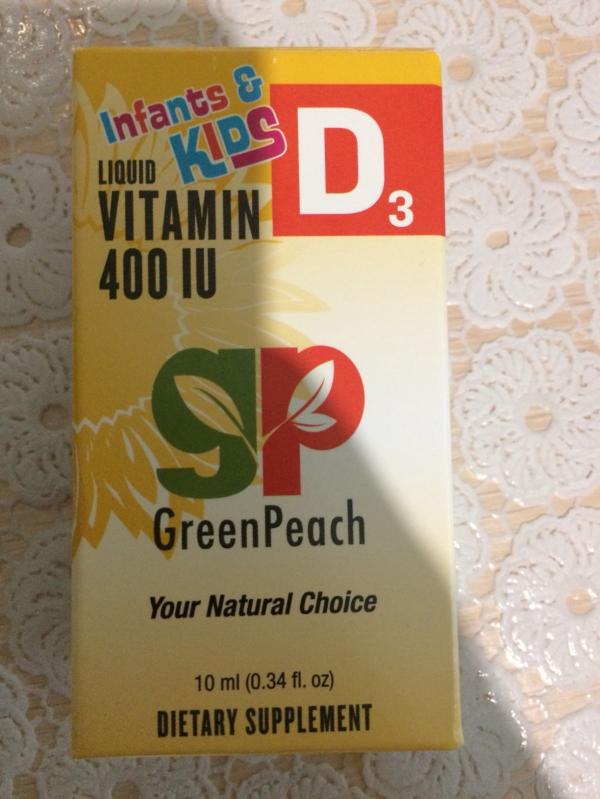 Infants &
KIDS
LIQUID
VITAMIN
400 IU
D3
gp
GreenPeach
Your Natural Choice
10 ml (0.34 fl. oz)
DIETARY SUPPLEMENT